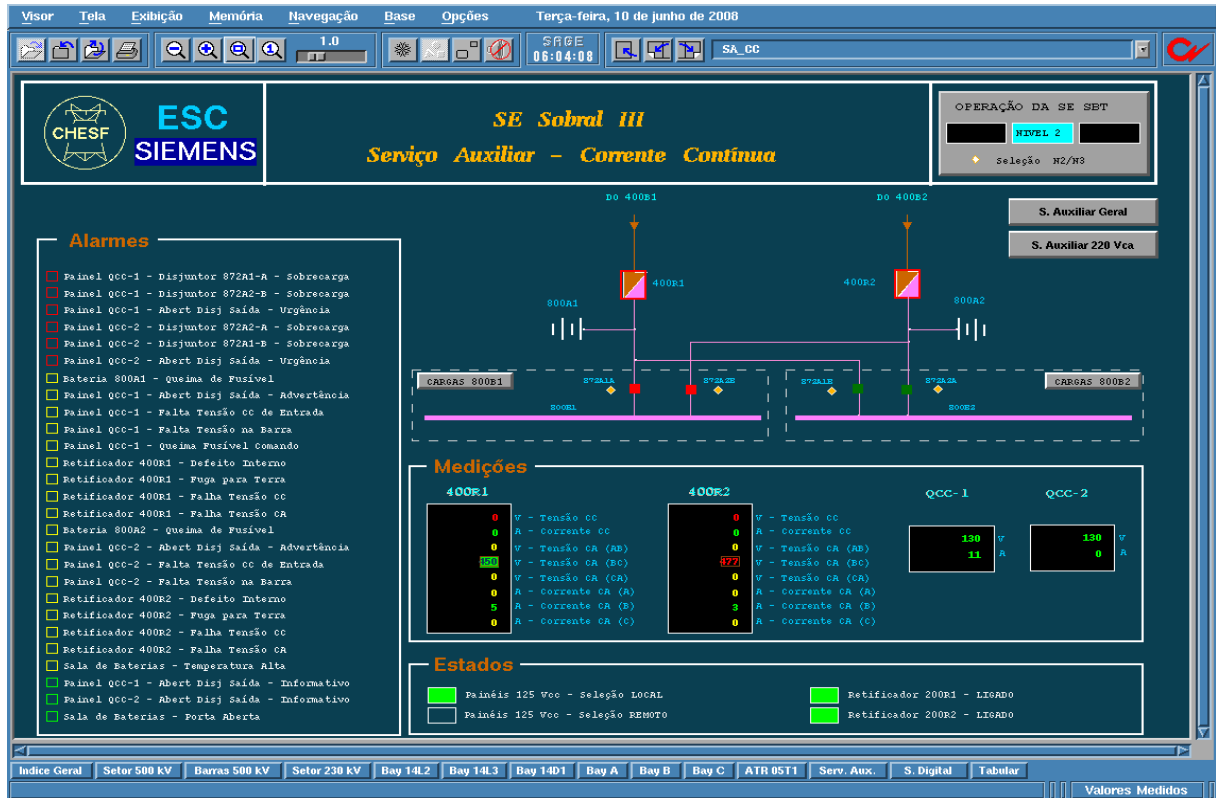 Visor Tela Exibição Memória Navegação Base Opções Terça-feira, 10 de junho de 2008
1.0
SAGE
06:04:08
SA_CC
CHESF
ESC
SIEMENS
SE Sobral III
Serviço Auxiliar - Corrente Contínua
OPERAÇÃO DA SE SBT
NIVEL 2
Seleção N2/N3
S. Auxiliar Geral
S. Auxiliar 220 Vca
DO 400B1
DO 400B2
400R1
400R2
800A1
800A2
CARGAS 800B1
872A1A
872A2B
800B1
872A1B
872A2A
CARGAS 800B2
800B2
Alarmes
Painel QCC-1 - Disjuntor 872A1-A - Sobrecarga
Painel QCC-1 - Disjuntor 872A2-B - Sobrecarga
Painel QCC-1 - Abert Disj Saída - Urgência
Painel QCC-2 - Disjuntor 872A2-A - Sobrecarga
Painel QCC-2 - Disjuntor 872A1-B - Sobrecarga
Painel QCC-2 - Abert Disj Saída - Urgência
Bateria 800A1 - Queima de Fusível
Painel QCC-1 - Abert Disj Saída - Advertência
Painel QCC-1 - Falta Tensão CC de Entrada
Painel QCC-1 - Falta Tensão na Barra
Painel QCC-1 - Queima Fusível Comando
Retificador 400R1 - Defeito Interno
Retificador 400R1 - Fuga para Terra
Retificador 400R1 - Falha Tensão CC
Retificador 400R1 - Falha Tensão CA
Bateria 800A2 - Queima de Fusível
Painel QCC-2 - Abert Disj Saída - Advertência
Painel QCC-2 - Falta Tensão CC de Entrada
Painel QCC-2 - Falta Tensão na Barra
Retificador 400R2 - Defeito Interno
Retificador 400R2 - Fuga para Terra
Retificador 400R2 - Falha Tensão CC
Retificador 400R2 - Falha Tensão CA
Sala de Baterias - Temperatura Alta
Painel QCC-1 - Abert Disj Saída - Informativo
Painel QCC-2 - Abert Disj Saída - Informativo
Sala de Baterias - Porta Aberta
Medições
400R1
0 V - Tensão CC
0 A - Corrente CC
0 V - Tensão CA (AB)
450 V - Tensão CA (BC)
0 V - Tensão CA (CA)
0 A - Corrente CA (A)
5 A - Corrente CA (B)
0 A - Corrente CA (C)
400R2
0 V - Tensão CC
0 A - Corrente CC
0 V - Tensão CA (AB)
477 V - Tensão CA (BC)
0 V - Tensão CA (CA)
0 A - Corrente CA (A)
3 A - Corrente CA (B)
0 A - Corrente CA (C)
QCC-1
130 V
11 A
QCC-2
130 V
0 A
Estados
Painéis 125 Vcc - Seleção LOCAL
Painéis 125 Vcc - Seleção REMOTO
Retificador 200R1 - LIGADO
Retificador 200R2 - LIGADO
Indice Geral Setor 500 kV Barras 500 kV Setor 230 kV Bay 14L2 Bay 14L3 Bay 14D1 Bay A Bay B Bay C ATR 05T1 Serv. Aux. S. Digital Tabular
Valores Medidos